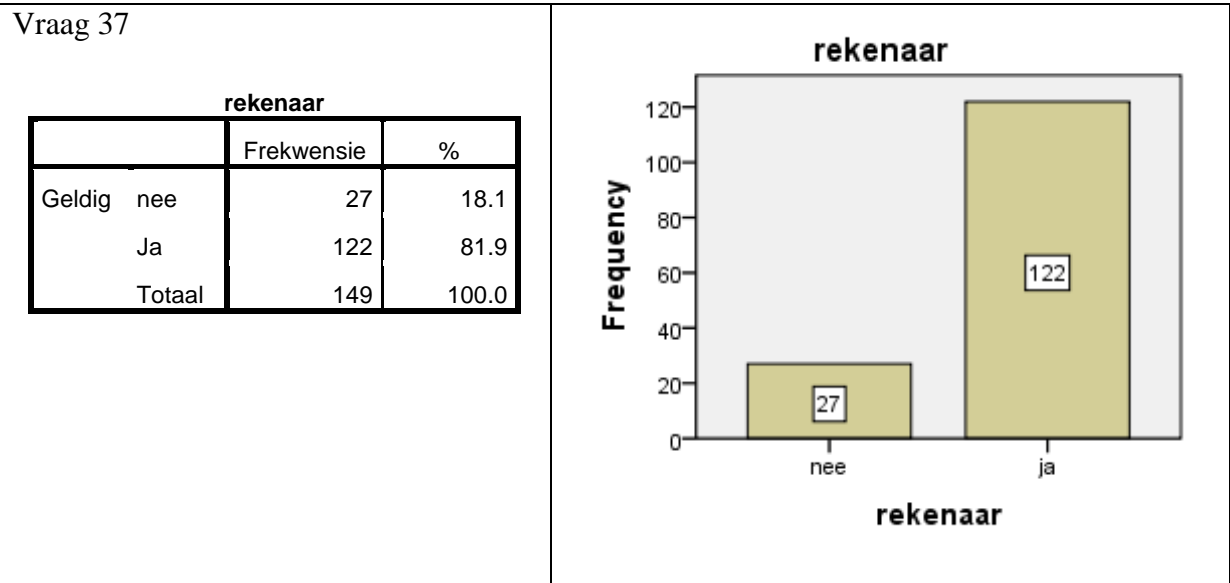 Vraag 37
rekenaar
Frekwensie %
Geldig nee 27 18.1
Ja 122 81.9
Totaal 149 100.0
rekenaar
Frequency
120
100
80
60
40
20
0
27
122
nee ja
rekenaar